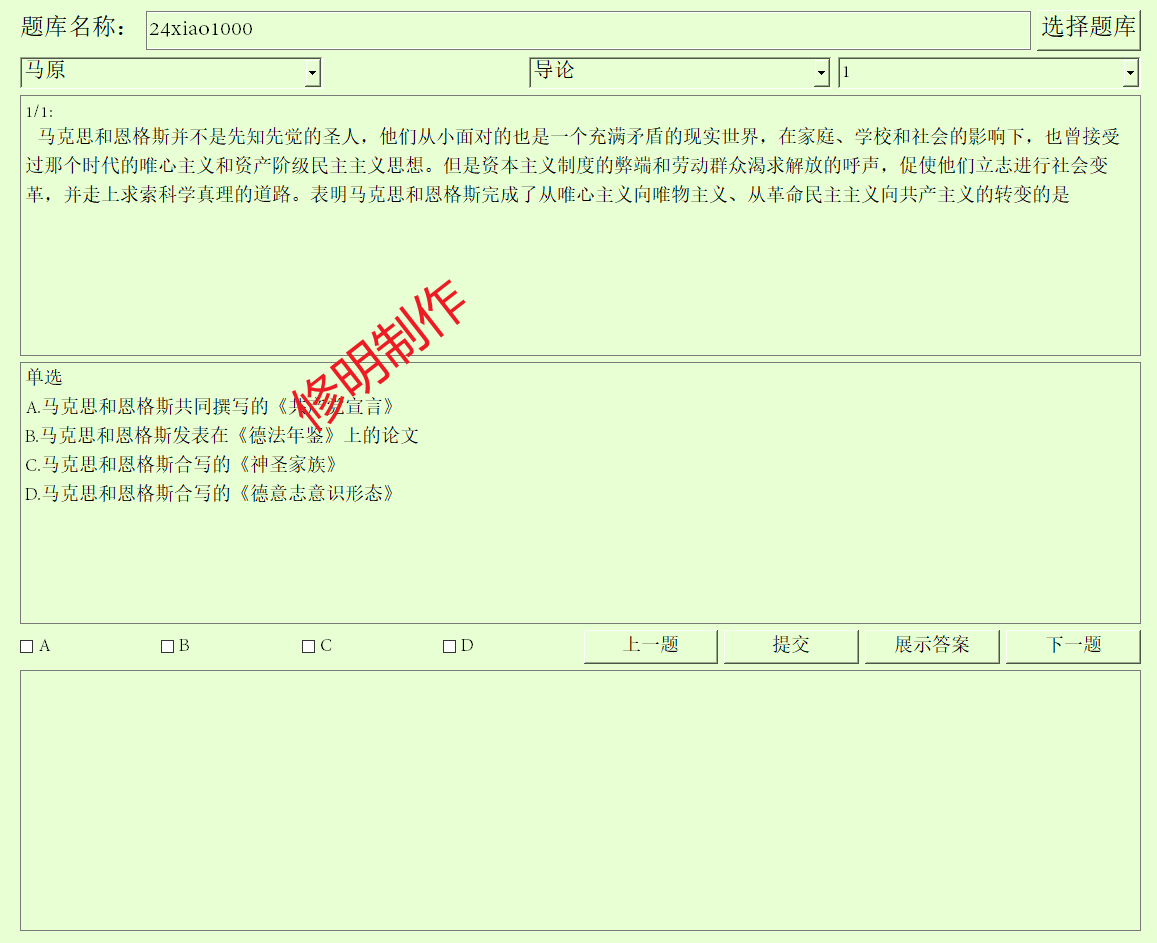 题库名称： 24xiao1000 选择题库
马原 导论 1
1/1:
马克思和恩格斯并不是先知先觉的圣人，他们从小面对的也是一个充满矛盾的现实世界，在家庭、学校和社会的影响下，也曾接受
过那个时代的唯心主义和资产阶级民主主义思想。但是资本主义制度的弊端和劳动群众渴求解放的呼声，促使他们立志进行社会变
革，并走上求索科学真理的道路。表明马克思和恩格斯完成了从唯心主义向唯物主义、从革命民主主义向共产主义的转变的是
修明制作
单选
A.马克思和恩格斯共同撰写的《共产党宣言》
B.马克思和恩格斯发表在《德法年鉴》上的论文
C.马克思和恩格斯合写的《神圣家族》
D.马克思和恩格斯合写的《德意志意识形态》
A B C D 上一题 提交 展示答案 下一题